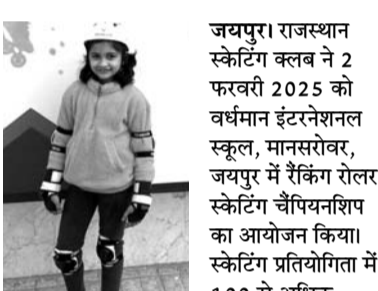 जयपुर। राजस्थान
स्केटिंग क्लब ने 2
फरवरी 2025 को
वर्धमान इंटरनेशनल
स्कूल, मानसरोवर,
जयपुर में रैंकिंग रोलर
स्केटिंग चैंपियनशिप
का आयोजन किया।
स्केटिंग प्रतियोगिता में